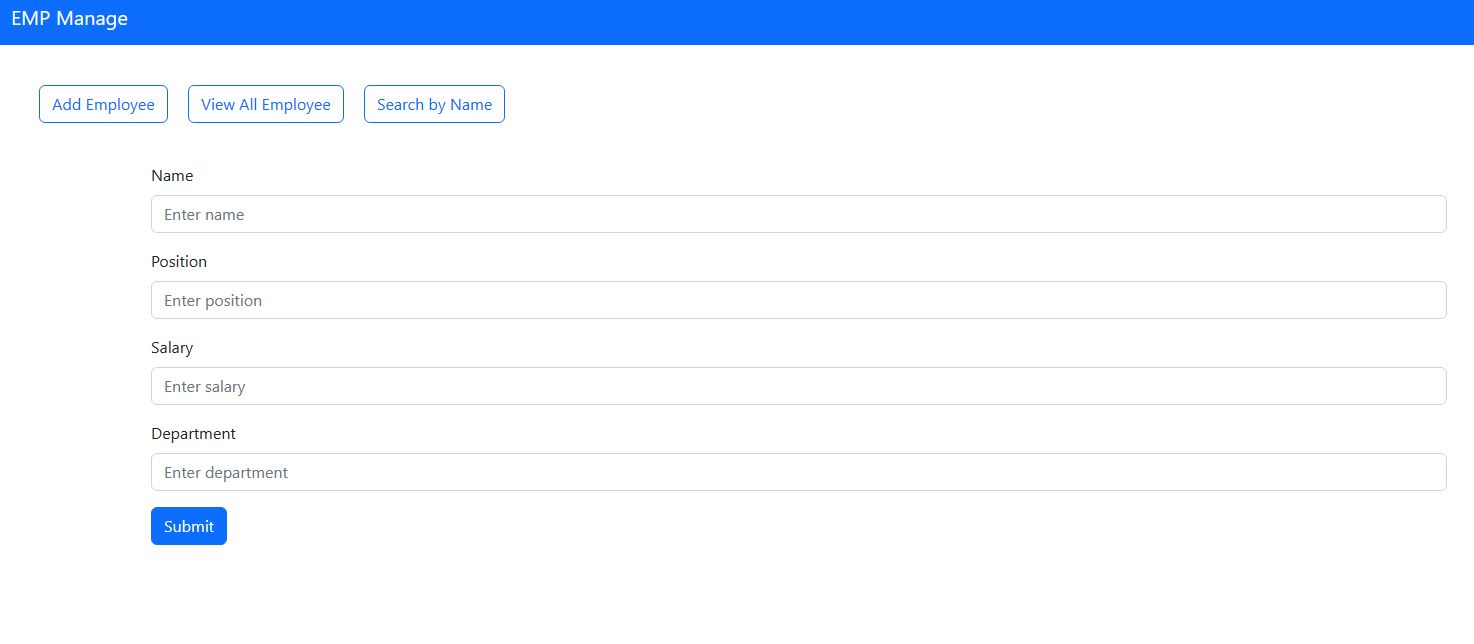 EMP Manage
Add Employee View All Employee Search by Name
Name
Enter name
Position
Enter position
Salary
Enter salary
Department
Enter department
Submit